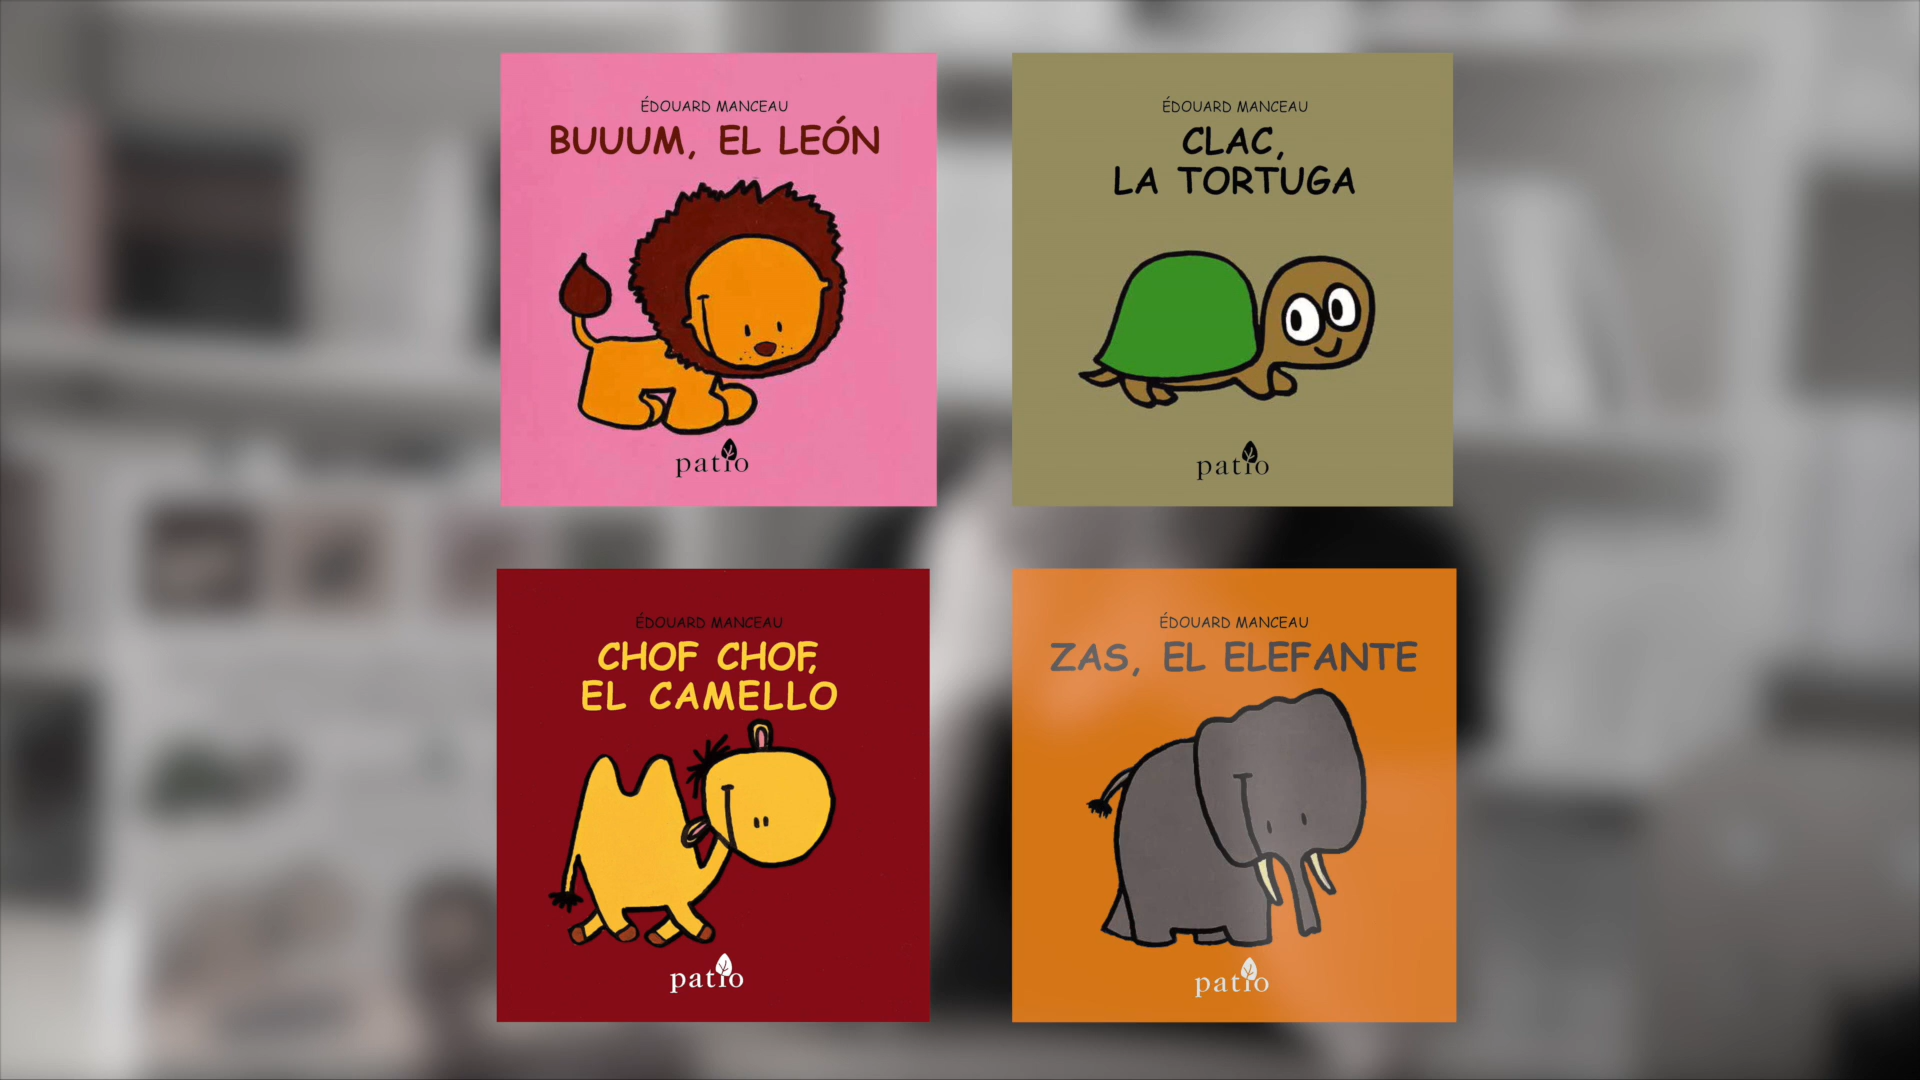 ÉDOUARD MANCEAU
BUUUM, EL LEÓN
patio
ÉDOUARD MANCEAU
CLAC,
LA TORTUGA
patio
ÉDOUARD MANCEAU
CHOF CHOF,
EL CAMELLO
patio
ÉDOUARD MANCEAU
ZAS, EL ELEFANTE
patio